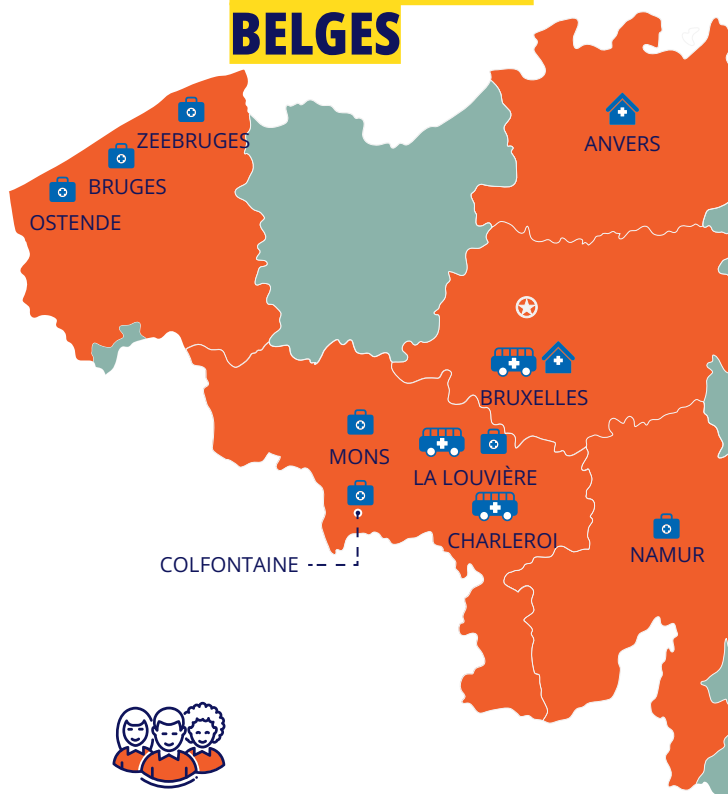 BELGES
ZEEBRUGES
ANVERS
BRUGES
OSTENDE
BRUXELLES
MONS
LA LOUVIÈRE
CHARLEROI
NAMUR
COLFONTAINE